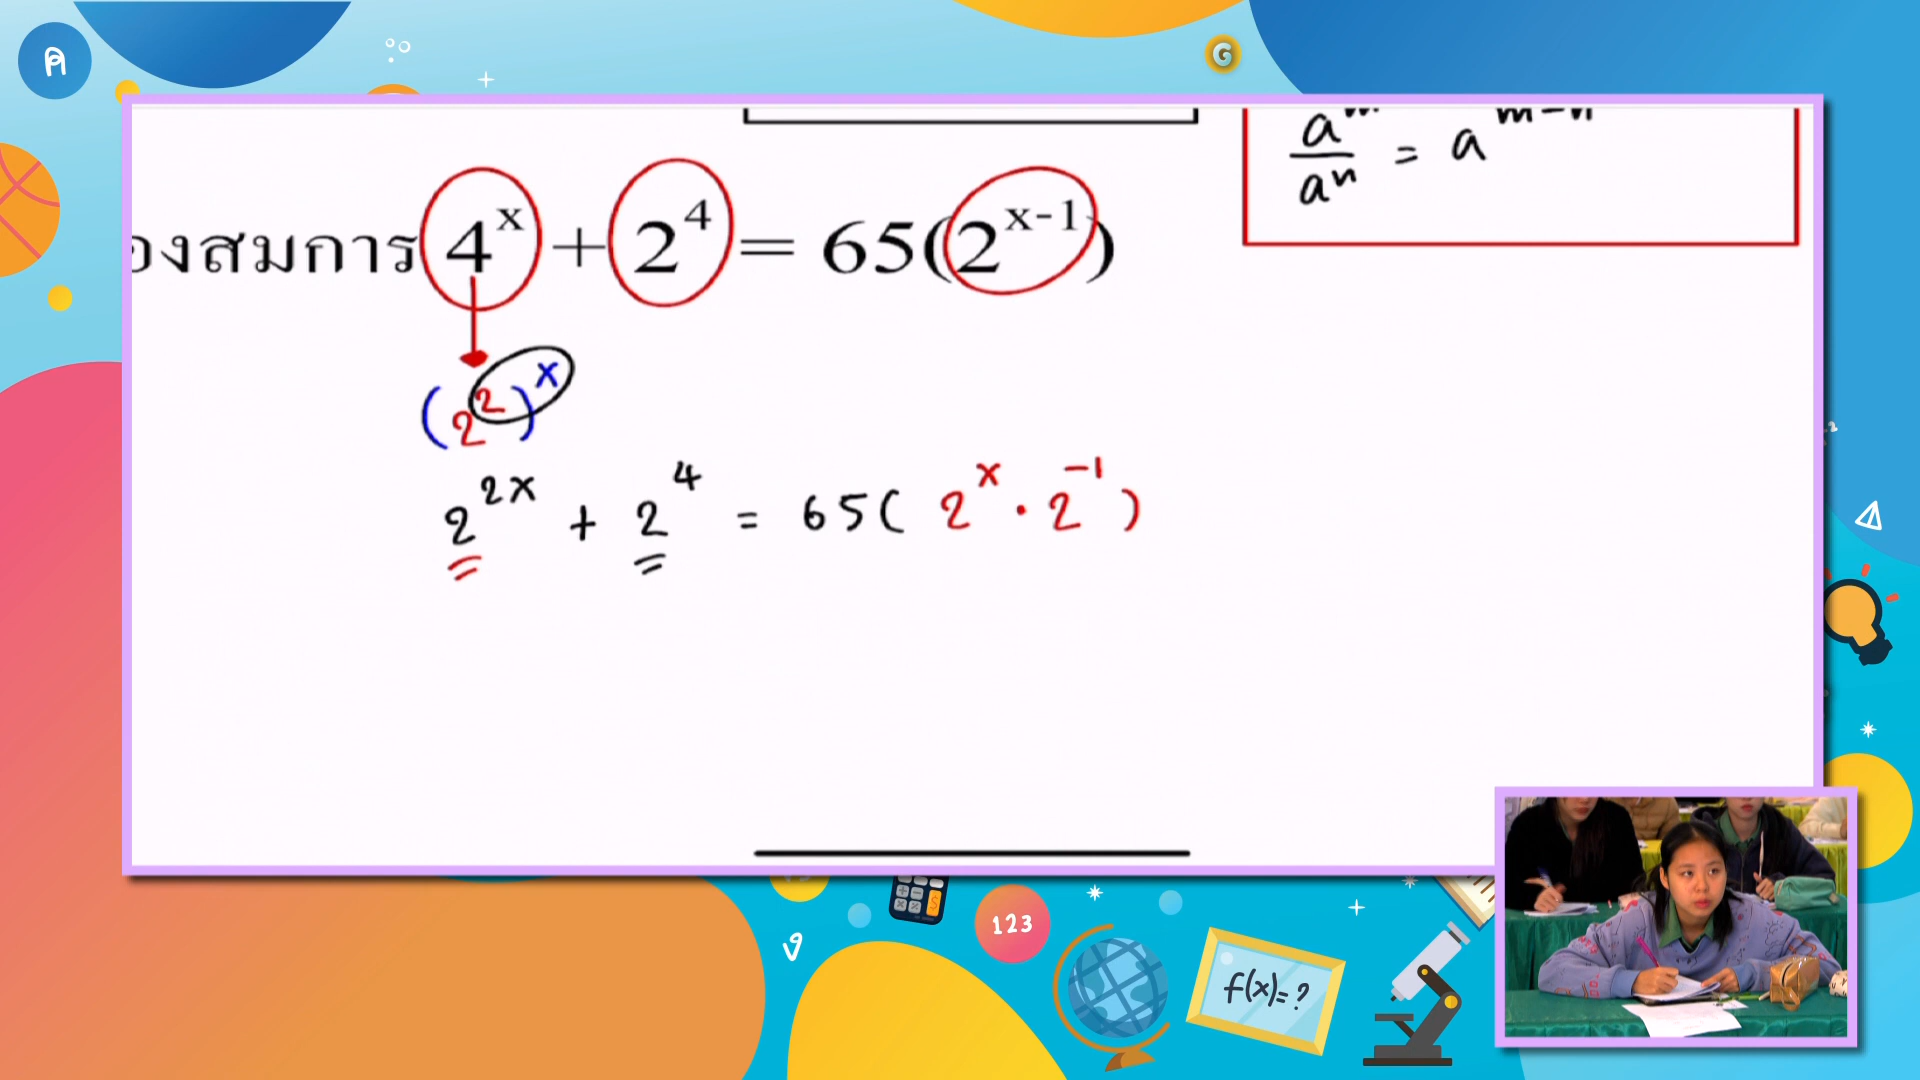 ค
G
a^m / a^n = a^(m-n)
องสมการ 4^x + 2^4 = 65(2^(x-1))
(2^2)^x
2^(2x) + 2^4 = 65( 2^x · 2^(-1) )
123
f(x)=?